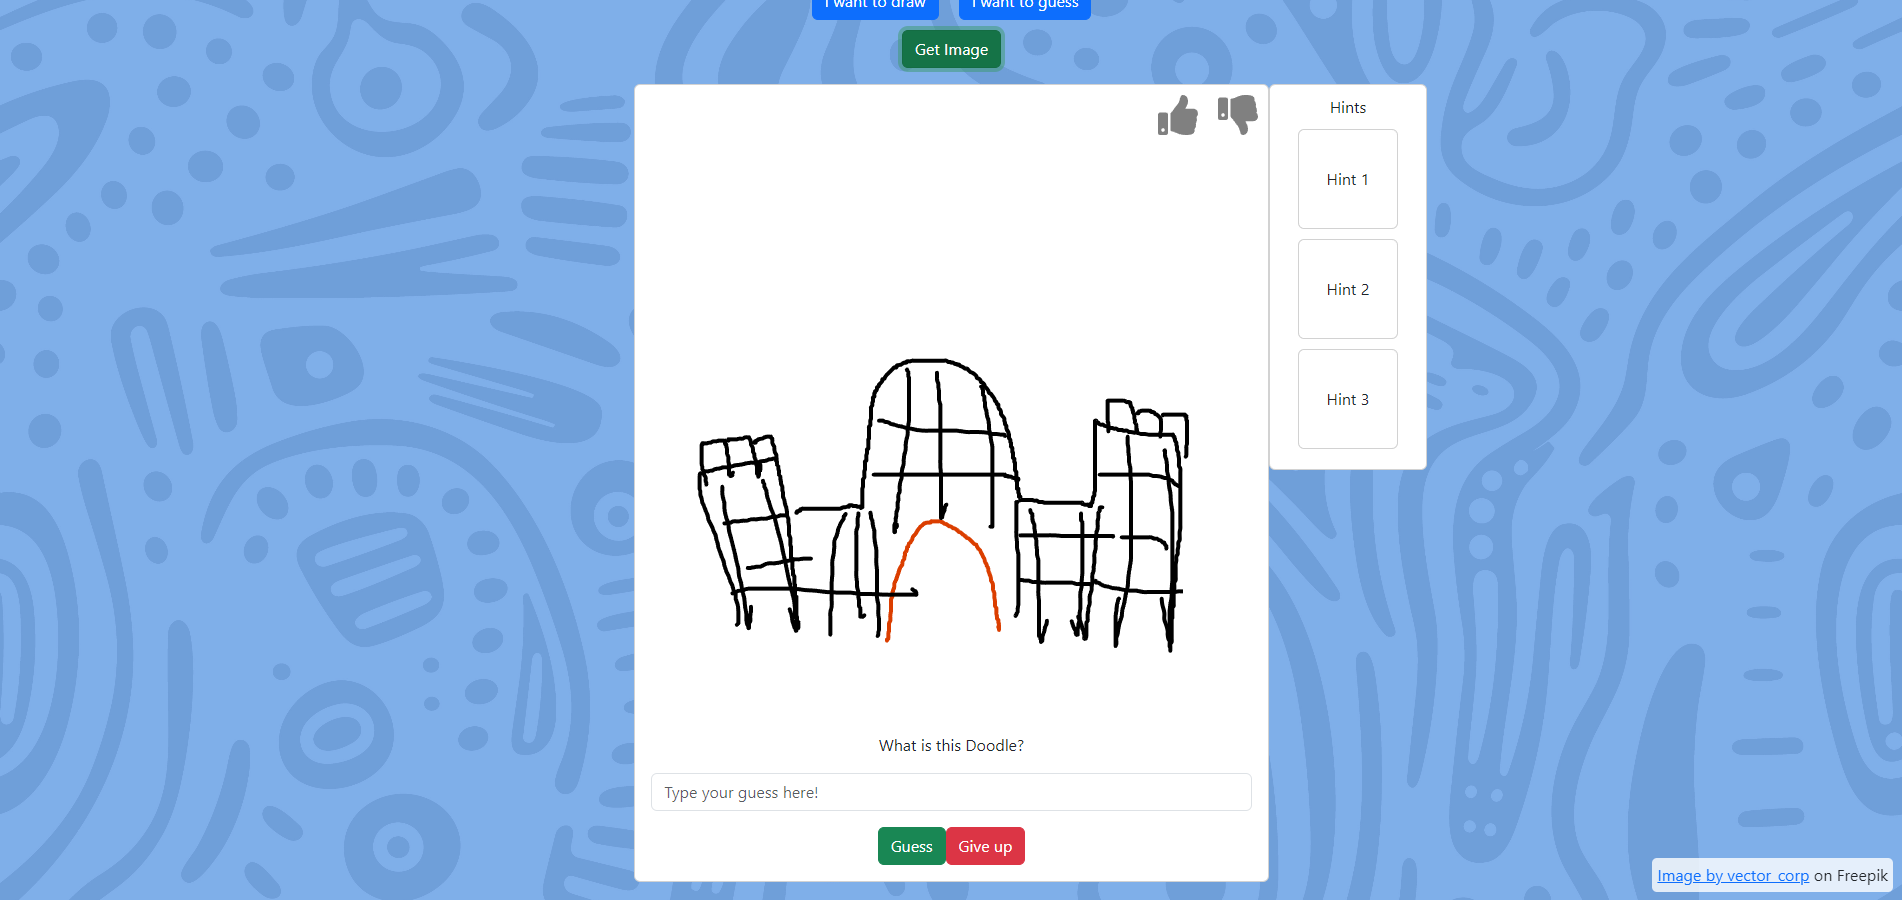 I want to draw
I want to guess
Get Image
Hints
Hint 1
Hint 2
Hint 3
What is this Doodle?
Type your guess here!
Guess
Give up
Image by vector_corp on Freepik